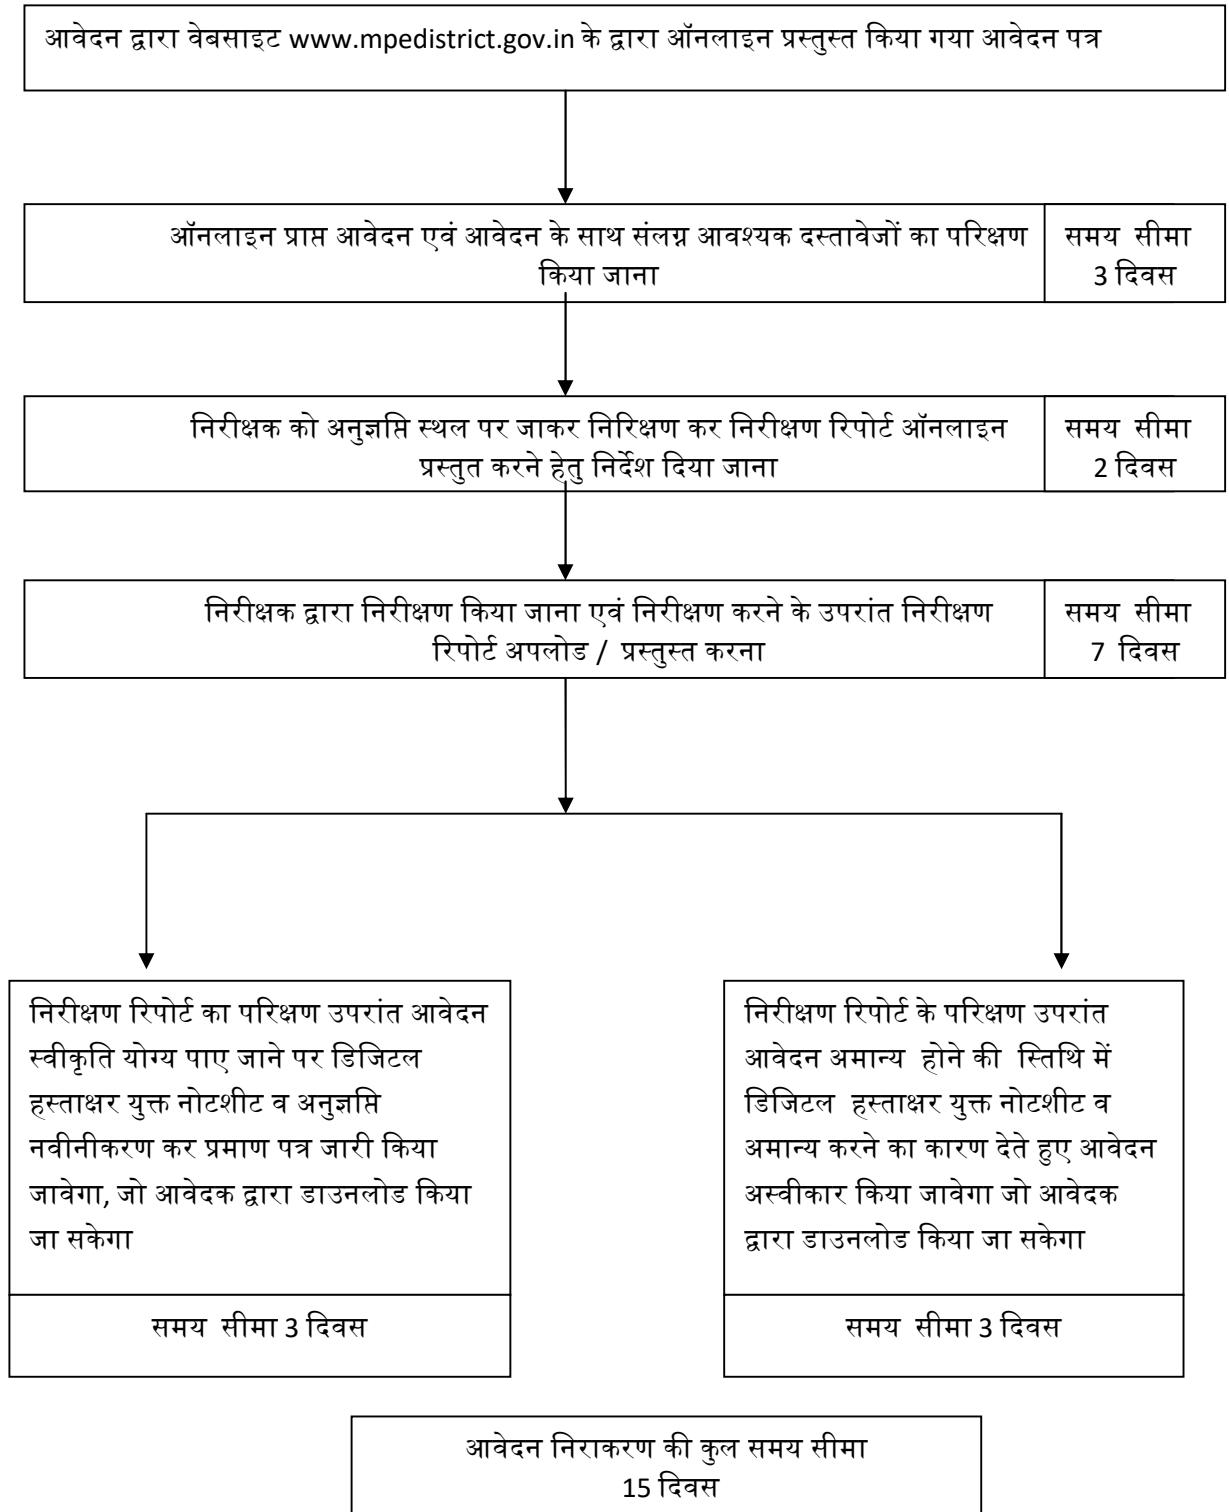 आवेदन द्वारा वेबसाइट www.mpedistrict.gov.in के द्वारा ऑनलाइन प्रस्तुस्त किया गया आवेदन पत्र
ऑनलाइन प्राप्त आवेदन एवं आवेदन के साथ संलग्न आवश्यक दस्तावेजों का परिक्षण
किया जाना
समय सीमा
3 दिवस
निरीक्षक को अनुज्ञप्ति स्थल पर जाकर निरिक्षण कर निरीक्षण रिपोर्ट ऑनलाइन
प्रस्तुत करने हेतु निर्देश दिया जाना
समय सीमा
2 दिवस
निरीक्षक द्वारा निरीक्षण किया जाना एवं निरीक्षण करने के उपरांत निरीक्षण
रिपोर्ट अपलोड / प्रस्तुस्त करना
समय सीमा
7 दिवस
निरीक्षण रिपोर्ट का परिक्षण उपरांत आवेदन
स्वीकृति योग्य पाए जाने पर डिजिटल
हस्ताक्षर युक्त नोटशीट व अनुज्ञप्ति
नवीनीकरण कर प्रमाण पत्र जारी किया
जावेगा, जो आवेदक द्वारा डाउनलोड किया
जा सकेगा
समय सीमा 3 दिवस
निरीक्षण रिपोर्ट के परिक्षण उपरांत
आवेदन अमान्य होने की स्तिथि में
डिजिटल हस्ताक्षर युक्त नोटशीट व
अमान्य करने का कारण देते हुए आवेदन
अस्वीकार किया जावेगा जो आवेदक
द्वारा डाउनलोड किया जा सकेगा
समय सीमा 3 दिवस
आवेदन निराकरण की कुल समय सीमा
15 दिवस